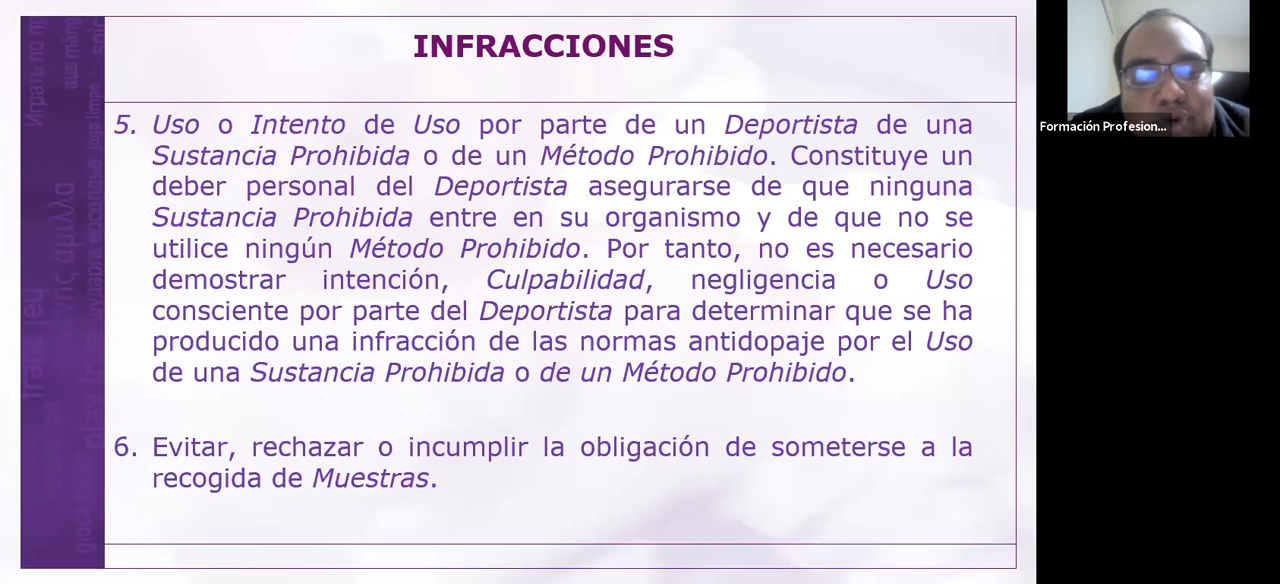 INFRACCIONES
5. Uso o Intento de Uso por parte de un Deportista de una
Sustancia Prohibida o de un Método Prohibido. Constituye un
deber personal del Deportista asegurarse de que ninguna
Sustancia Prohibida entre en su organismo y de que no se
utilice ningún Método Prohibido. Por tanto, no es necesario
demostrar intención, Culpabilidad, negligencia o Uso
consciente por parte del Deportista para determinar que se ha
producido una infracción de las normas antidopaje por el Uso
de una Sustancia Prohibida o de un Método Prohibido.
6. Evitar, rechazar o incumplir la obligación de someterse a la
recogida de Muestras.
Formación Profesion...